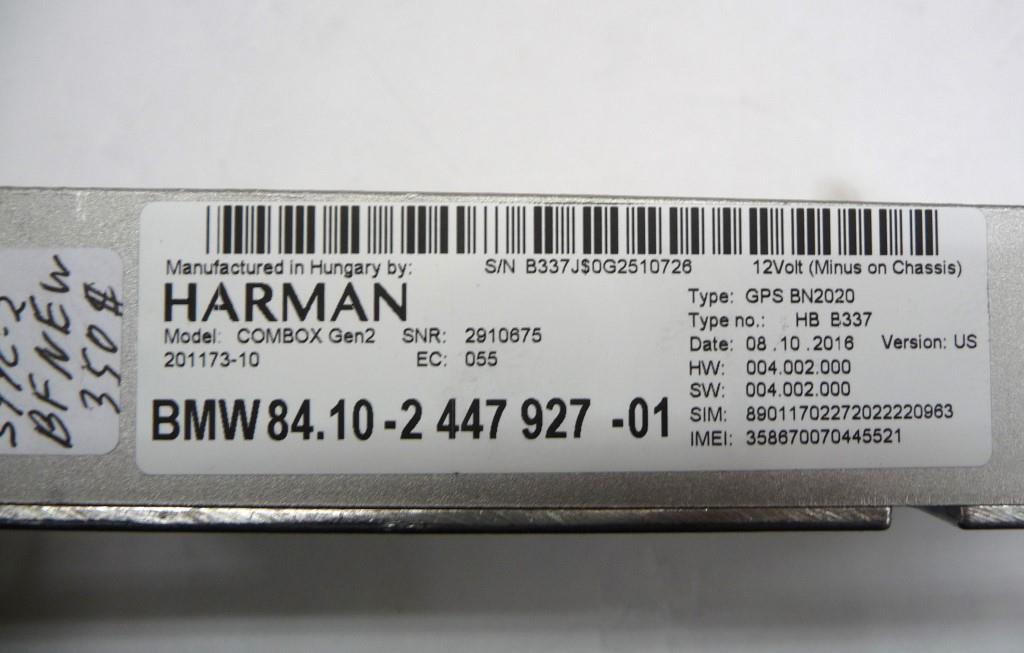 Manufactured in Hungary by: S/N B337J$0G2510726 12Volt (Minus on Chassis)
HARMAN
Model: COMBOX Gen2 SNR: 2910675
201173-10 EC: 055
BMW 84.10 -2 447 927 -01
Type: GPS BN2020
Type no.: HB B337
Date: 08.10.2016 Version: US
HW: 004.002.000
SW: 004.002.000
SIM: 89011702272022220963
IMEI: 358670070445521
BFNEW
350$